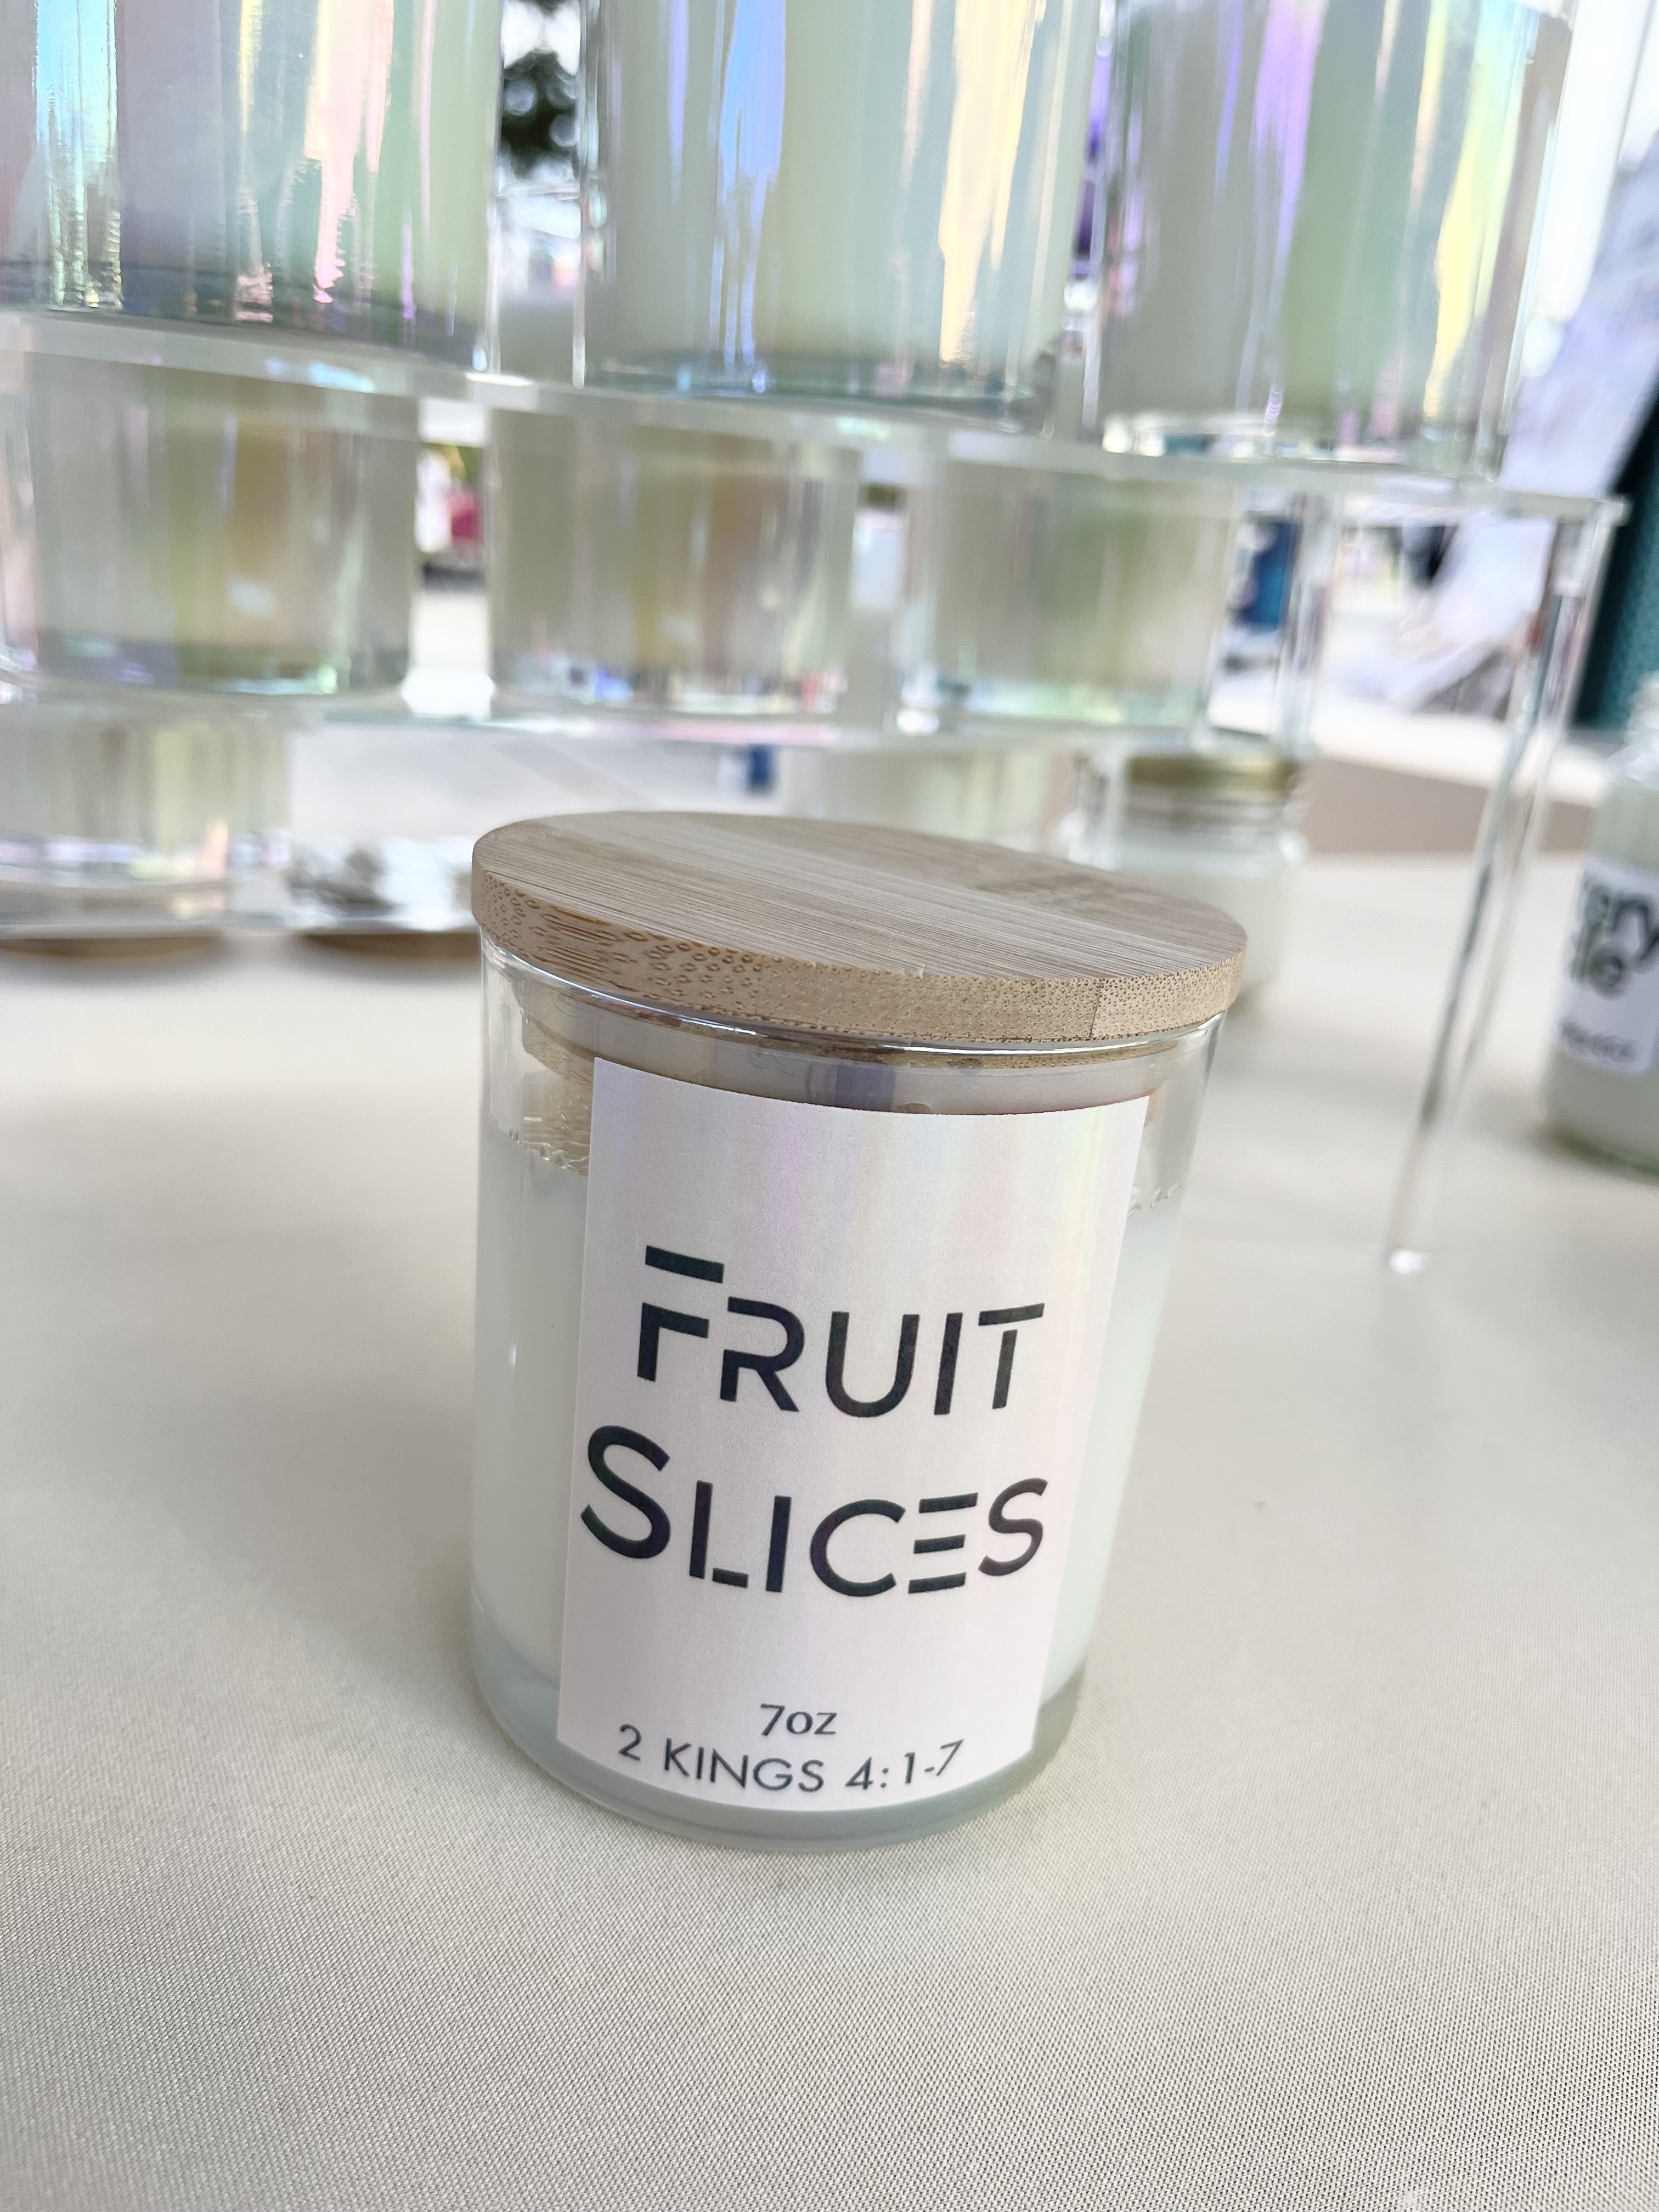 FRUIT
SLICES
7oz
2 KINGS 4:1-7